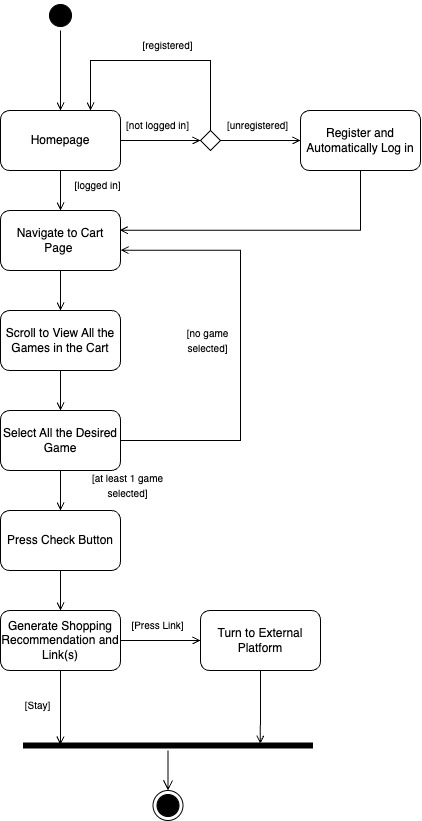 [registered]
Homepage
[not logged in]
[unregistered]
Register and
Automatically Log in
[logged in]
Navigate to Cart
Page
Scroll to View All the
Games in the Cart
[no game
selected]
Select All the Desired
Game
[at least 1 game
selected]
Press Check Button
Generate Shopping
Recommendation and
Link(s)
[Press Link]
Turn to External
Platform
[Stay]